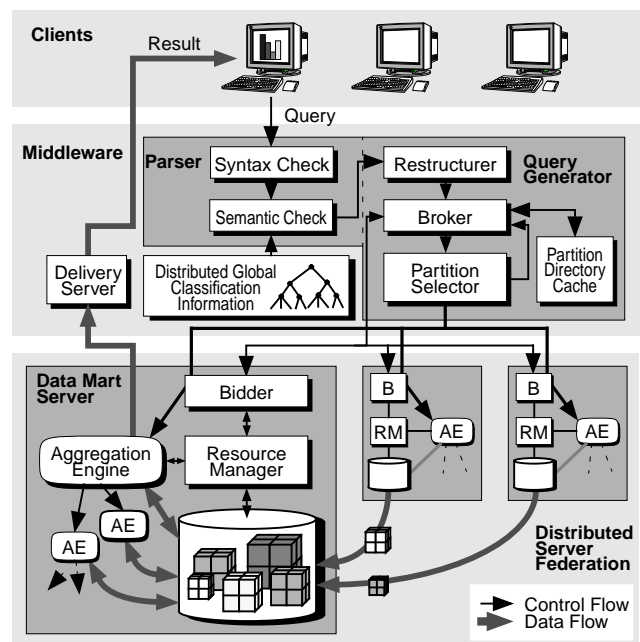 Clients
Result
Query
Middleware
Parser
Syntax Check
Semantic Check
Restructurer
Query
Generator
Broker
Partition
Selector
Partition
Directory
Cache
Delivery
Server
Distributed Global
Classification
Information
Data Mart
Server
Bidder
Aggregation
Engine
Resource
Manager
AE
AE
B
RM
AE
B
RM
AE
Distributed
Server
Federation
Control Flow
Data Flow